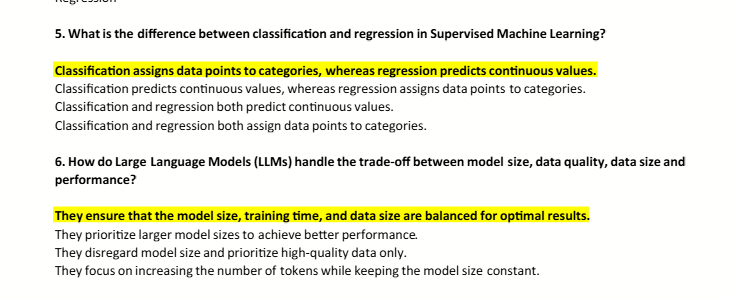 Regression
5. What is the difference between classification and regression in Supervised Machine Learning?
Classification assigns data points to categories, whereas regression predicts continuous values.
Classification predicts continuous values, whereas regression assigns data points to categories.
Classification and regression both predict continuous values.
Classification and regression both assign data points to categories.
6. How do Large Language Models (LLMs) handle the trade-off between model size, data quality, data size and
performance?
They ensure that the model size, training time, and data size are balanced for optimal results.
They prioritize larger model sizes to achieve better performance.
They disregard model size and prioritize high-quality data only.
They focus on increasing the number of tokens while keeping the model size constant.